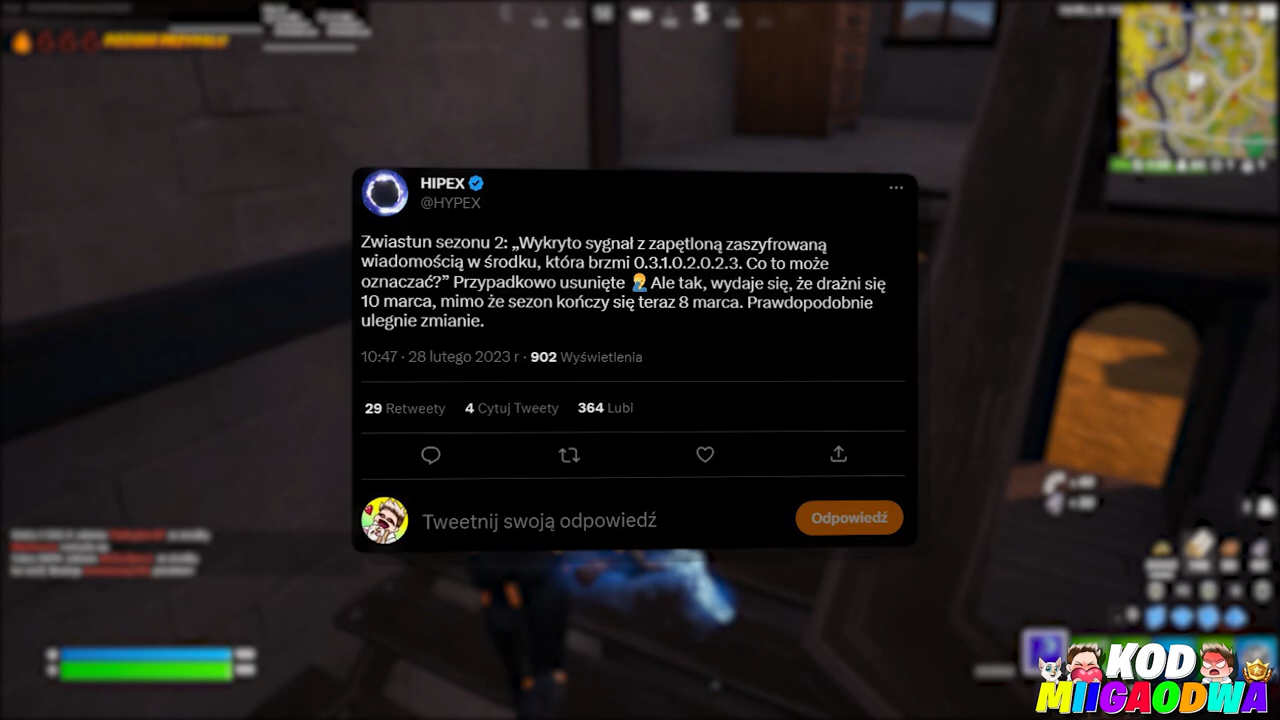 HIPEX
@HYPEX
Zwiastun sezonu 2: „Wykryto sygnał z zapętloną zaszyfrowaną
wiadomością w środku, która brzmi 0.3.1.0.2.0.2.3. Co to może
oznaczać?” Przypadkowo usunięte 🤦‍♂️ Ale tak, wydaje się, że drażni się
10 marca, mimo że sezon kończy się teraz 8 marca. Prawdopodobnie
ulegnie zmianie.
10:47 · 28 lutego 2023 r · 902 Wyświetlenia
29 Retweety 4 Cytuj Tweety 364 Lubi
Tweetnij swoją odpowiedź
Odpowiedź
KOD
MIIGAODWA